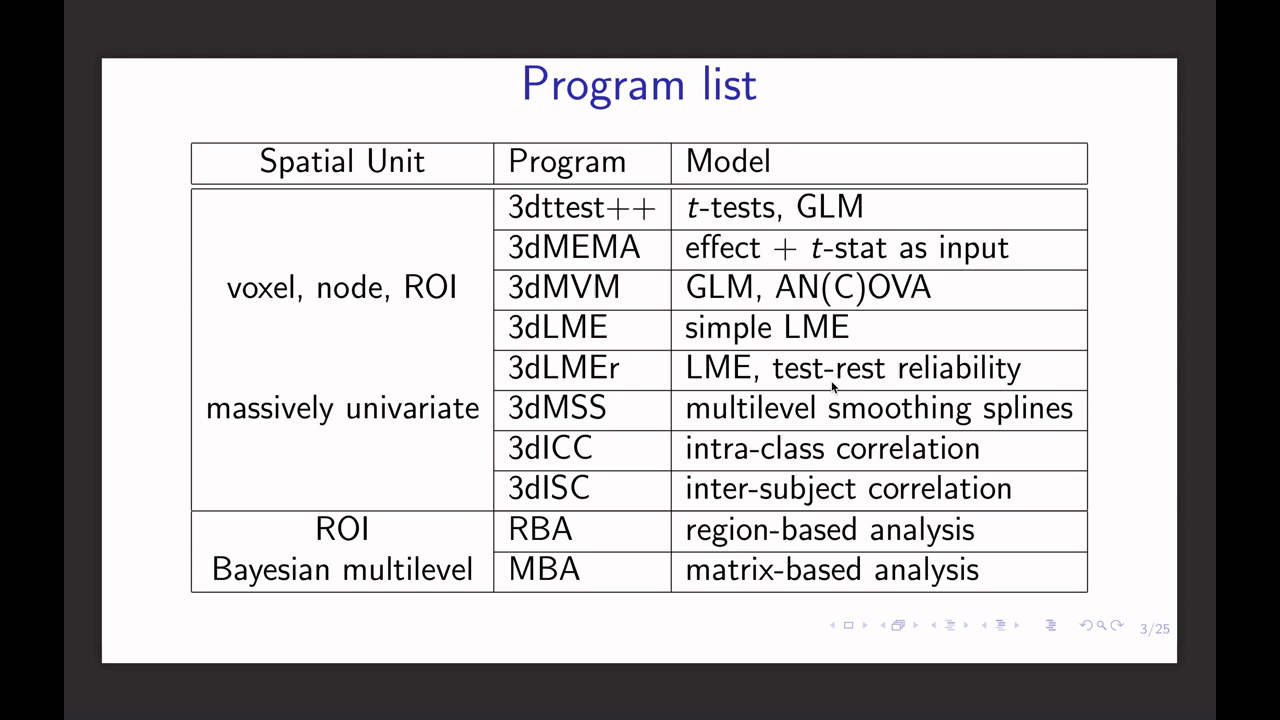 Program list
Spatial Unit Program Model
3dttest++ t-tests, GLM
3dMEMA effect + t-stat as input
voxel, node, ROI 3dMVM GLM, AN(C)OVA
3dLME simple LME
3dLMEr LME, test-rest reliability
massively univariate 3dMSS multilevel smoothing splines
3dICC intra-class correlation
3dISC inter-subject correlation
ROI RBA region-based analysis
Bayesian multilevel MBA matrix-based analysis
3/25